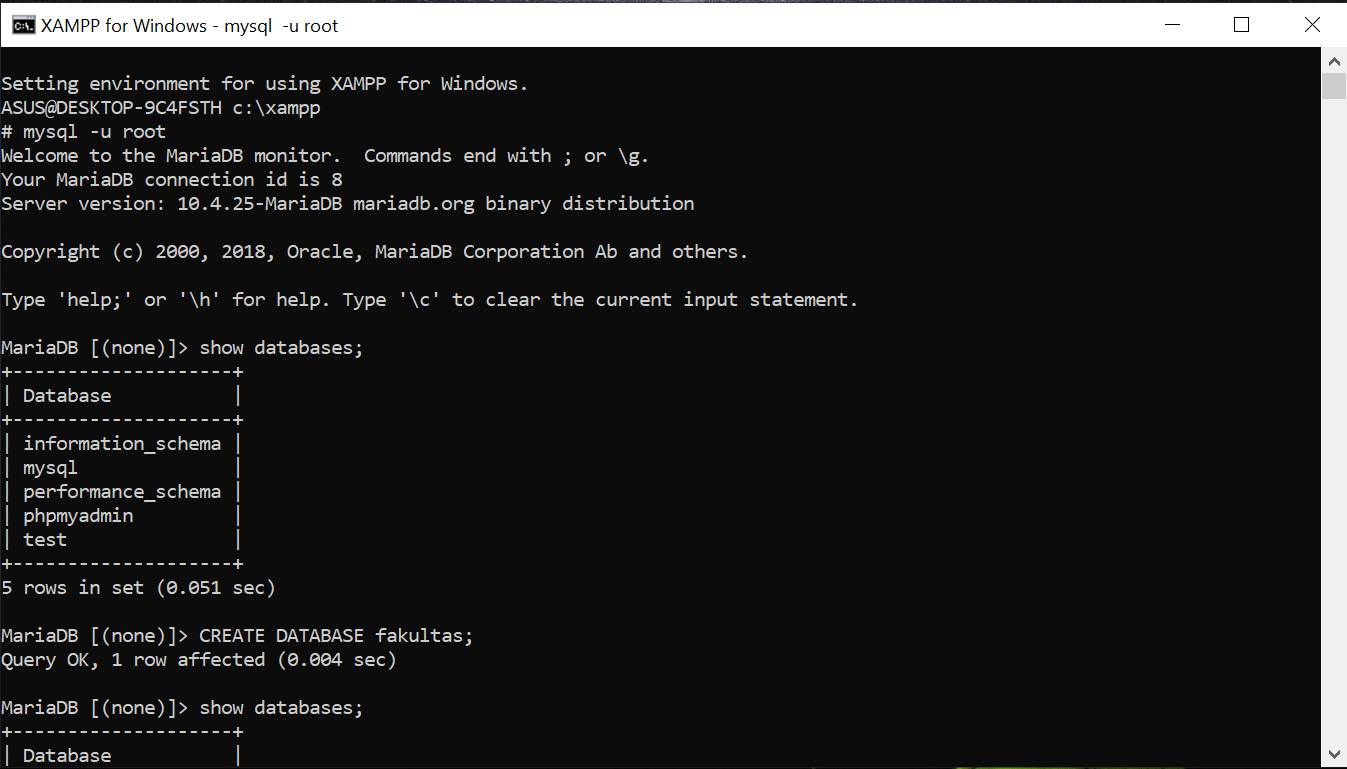 XAMPP for Windows - mysql  -u root
Setting environment for using XAMPP for Windows.
ASUS@DESKTOP-9C4FSTH c:\xampp
# mysql -u root
Welcome to the MariaDB monitor.  Commands end with ; or \g.
Your MariaDB connection id is 8
Server version: 10.4.25-MariaDB mariadb.org binary distribution
Copyright (c) 2000, 2018, Oracle, MariaDB Corporation Ab and others.
Type 'help;' or '\h' for help. Type '\c' to clear the current input statement.
MariaDB [(none)]> show databases;
+--------------------+
| Database           |
+--------------------+
| information_schema |
| mysql              |
| performance_schema |
| phpmyadmin         |
| test               |
+--------------------+
5 rows in set (0.051 sec)
MariaDB [(none)]> CREATE DATABASE fakultas;
Query OK, 1 row affected (0.004 sec)
MariaDB [(none)]> show databases;
+--------------------+
| Database           |